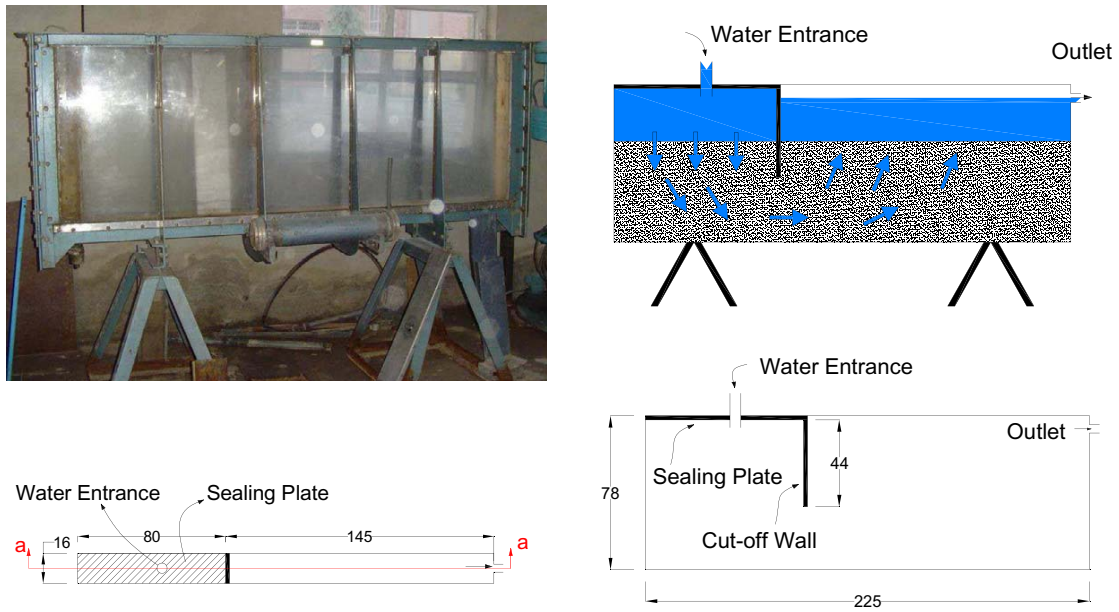 Water Entrance
Outlet
Water Entrance
Outlet
Sealing Plate
44
78
Cut-off Wall
225
Water Entrance
Sealing Plate
a
16
80
145
a